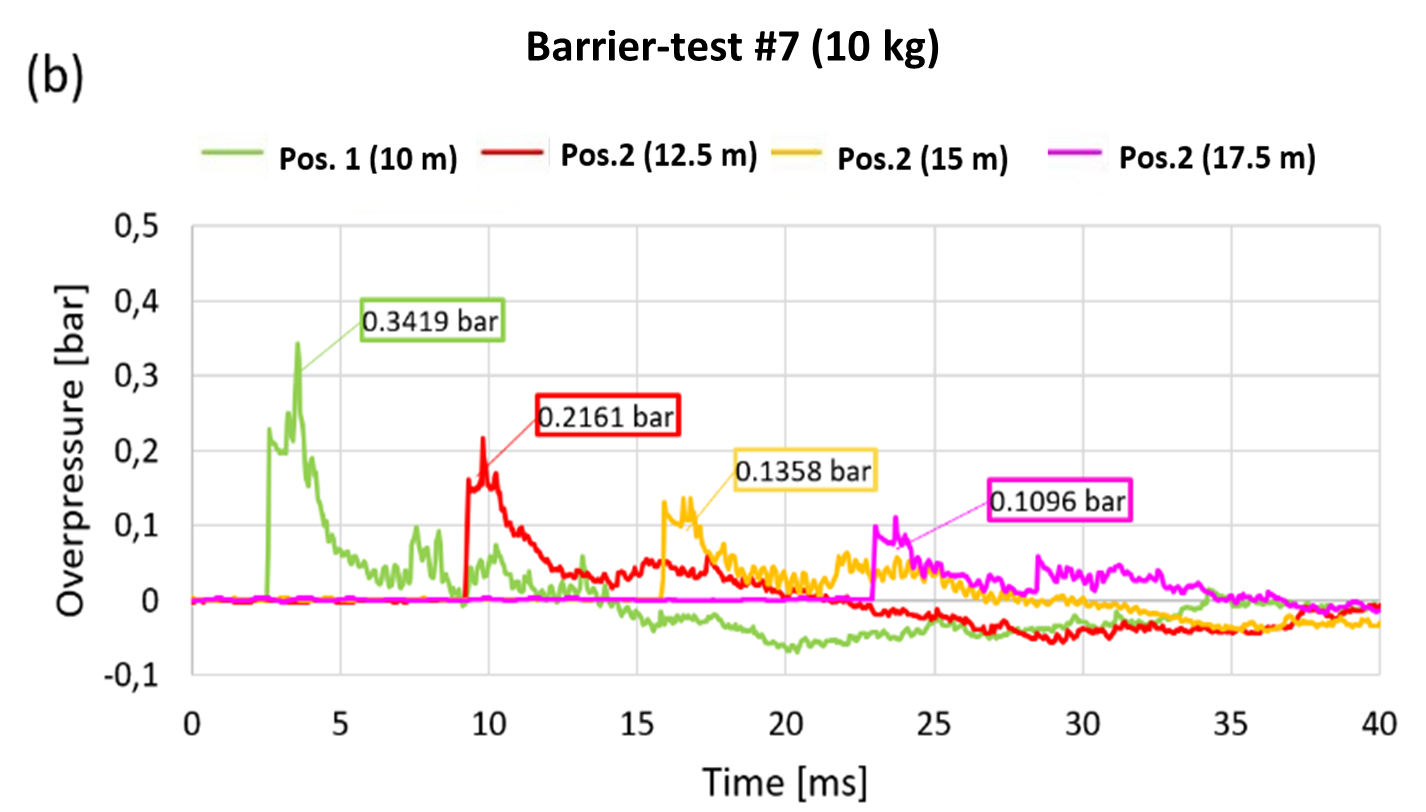 Barrier-test #7 (10 kg)
(b)
Pos. 1 (10 m) Pos.2 (12.5 m) Pos.2 (15 m) Pos.2 (17.5 m)
0,5
0,4
0,3
0,2
0,1
0
-0,1
Overpressure [bar]
0.3419 bar
0.2161 bar
0.1358 bar
0.1096 bar
0 5 10 15 20 25 30 35 40
Time [ms]